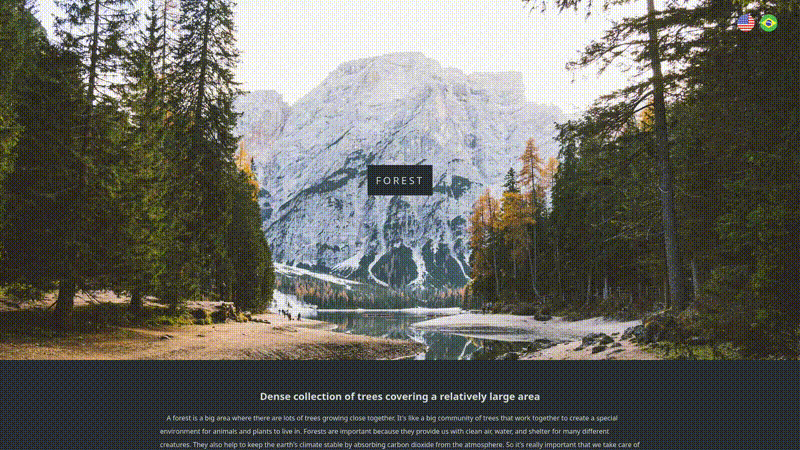 FOREST
Dense collection of trees covering a relatively large area
A forest is a big area where there are lots of trees growing close together. It's like a big community of trees that work together to create a special
environment for animals and plants to live in. Forests are important because they provide us with clean air, water, and shelter for many different
creatures. They also help to keep the earth's climate stable by absorbing carbon dioxide from the atmosphere. So it's really important that we take care of